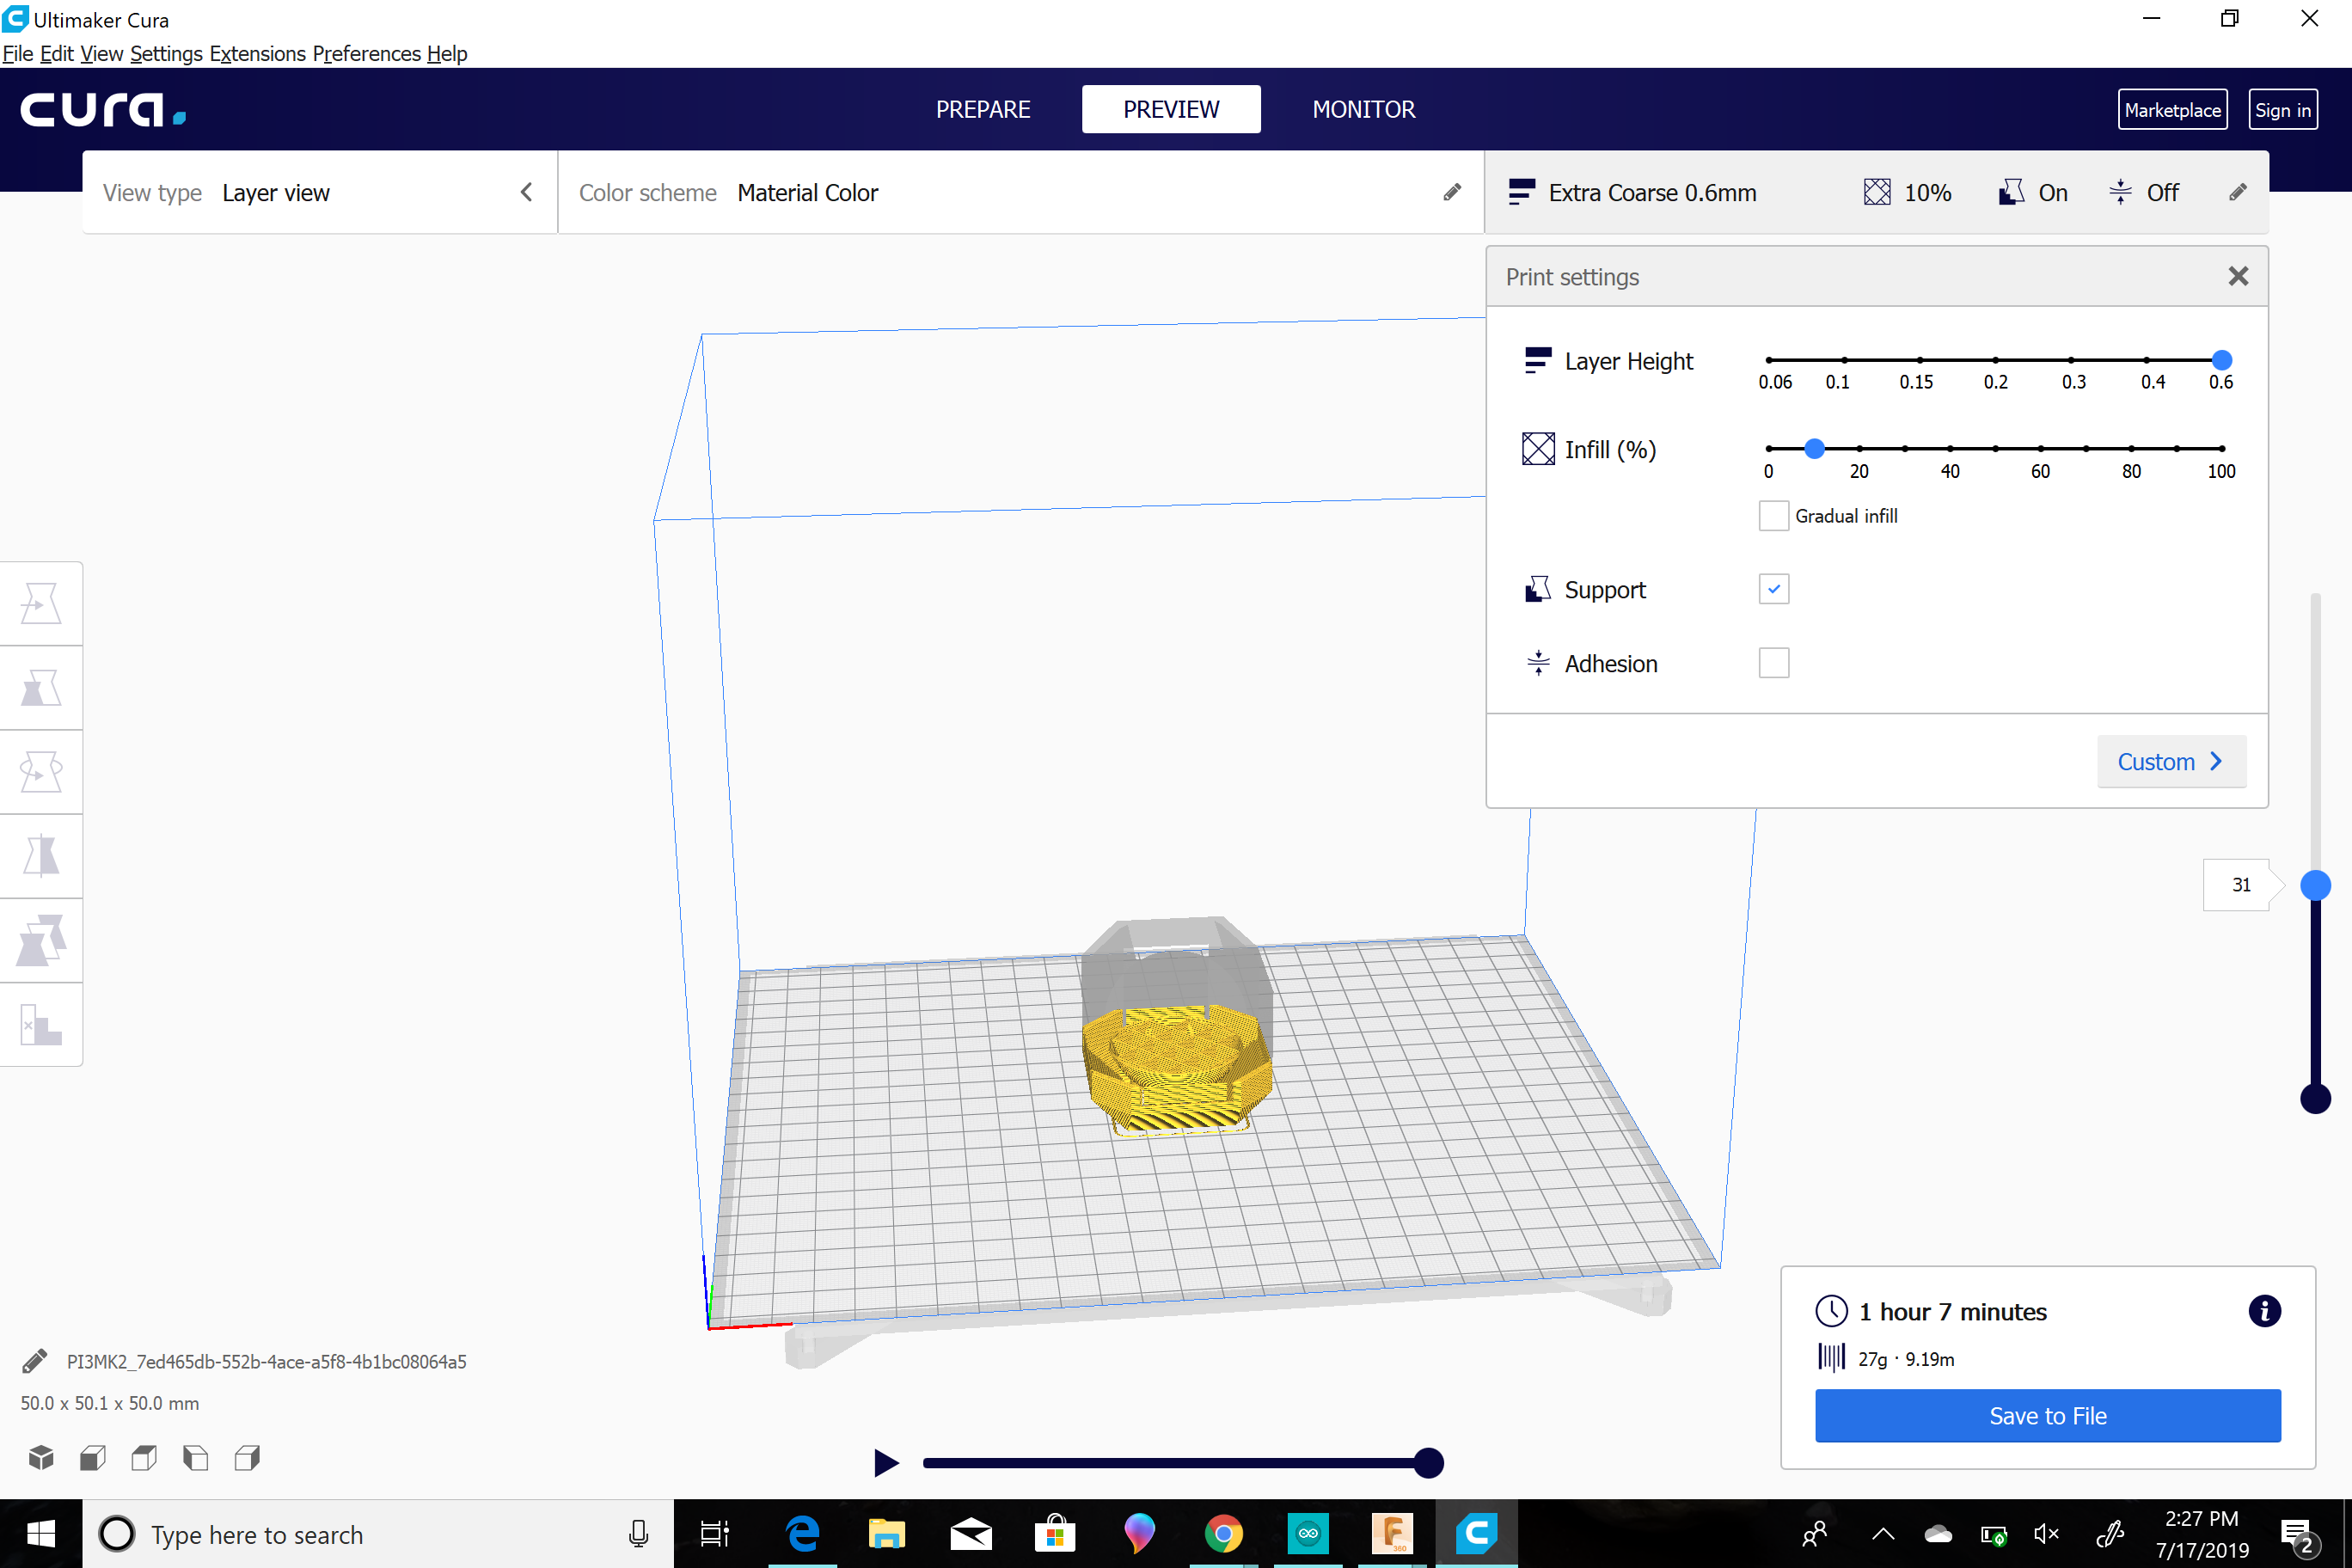 Ultimaker Cura
File Edit View Settings Extensions Preferences Help
cura.
PREPARE PREVIEW MONITOR
Marketplace Sign in
View type Layer view
Color scheme Material Color
Extra Coarse 0.6mm 10% On Off
Print settings
Layer Height
0.06 0.1 0.15 0.2 0.3 0.4 0.6
Infill (%)
0 20 40 60 80 100
Gradual infill
Support
Adhesion
Custom
31
1 hour 7 minutes
27g · 9.19m
Save to File
PI3MK2_7ed465db-552b-4ace-a5f8-4b1bc08064a5
50.0 x 50.1 x 50.0 mm
Type here to search
F
360
2:27 PM
7/17/2019
2